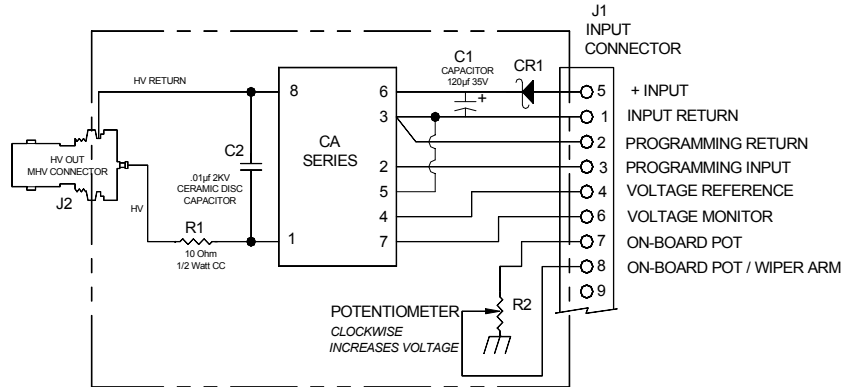 J1
INPUT
CONNECTOR
C1
CAPACITOR
120µf 35V
+
CR1
HV RETURN
8
6
5
+ INPUT
3
1
INPUT RETURN
CA
SERIES
2
PROGRAMMING RETURN
C2
HV OUT
MHV CONNECTOR
2
3
PROGRAMMING INPUT
.01µf 2KV
CERAMIC DISC
CAPACITOR
5
4
VOLTAGE REFERENCE
J2
HV
4
6
VOLTAGE MONITOR
R1
1
7
7
ON-BOARD POT
10 Ohm
1/2 Watt CC
8
ON-BOARD POT / WIPER ARM
9
R2
POTENTIOMETER
CLOCKWISE
INCREASES VOLTAGE